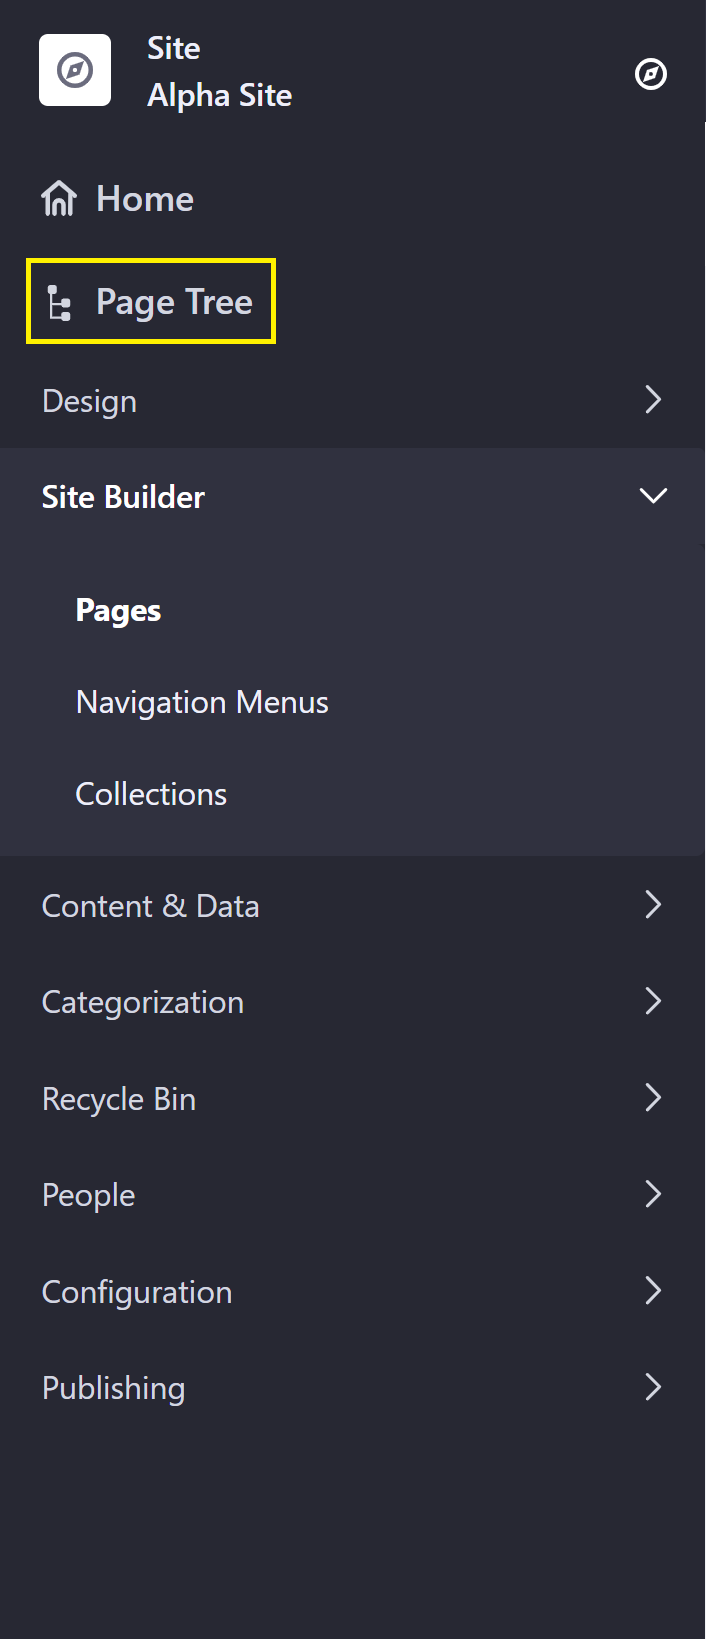 Site
Alpha Site
Home
Page Tree
Design
Site Builder
Pages
Navigation Menus
Collections
Content & Data
Categorization
Recycle Bin
People
Configuration
Publishing